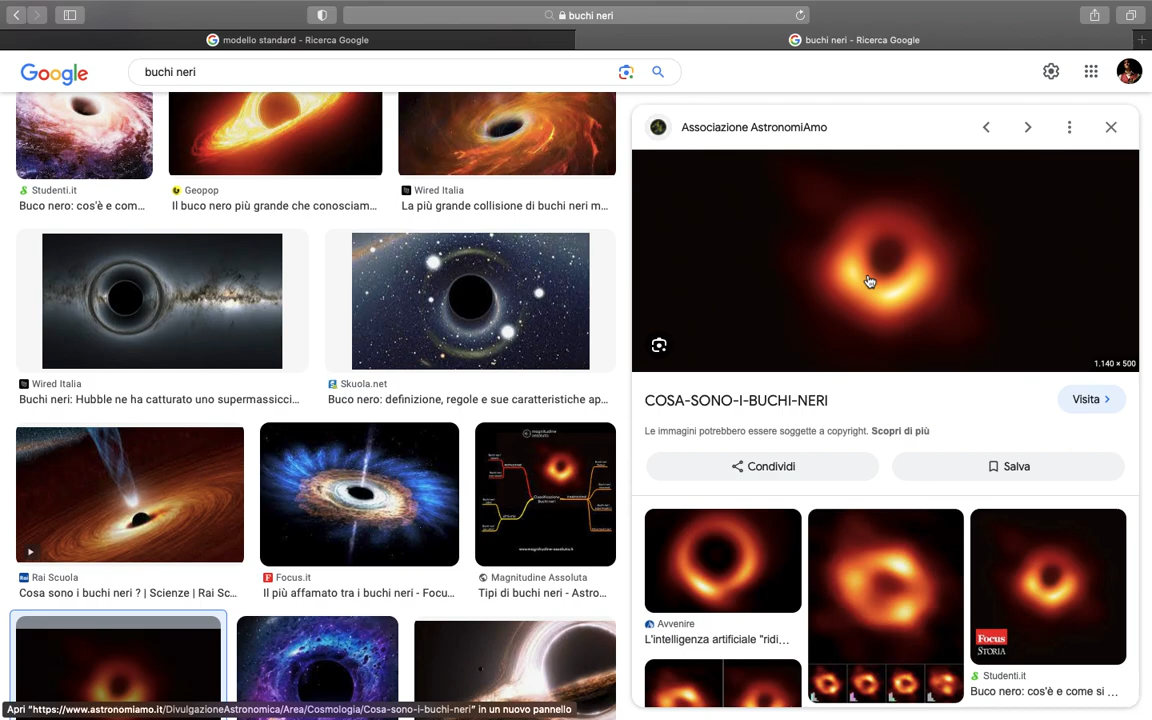 buchi neri
modello standard - Ricerca Google
buchi neri - Ricerca Google
Google
buchi neri
Studenti.it
Buco nero: cos'è e com...
Geopop
Il buco nero più grande che conosciam...
Wired Italia
La più grande collisione di buchi neri m...
Wired Italia
Buchi neri: Hubble ne ha catturato uno supermassicci...
Skuola.net
Buco nero: definizione, regole e sue caratteristiche ap...
Rai Scuola
Cosa sono i buchi neri ? | Scienze | Rai Sc...
Focus.it
Il più affamato tra i buchi neri - Focu...
magnitudine
assoluta
www.magnitudine-assoluta.it
Magnitudine Assoluta
Tipi di buchi neri - Astro...
Associazione AstronomiAmo
1.140 × 500
COSA-SONO-I-BUCHI-NERI
Visita
Le immagini potrebbero essere soggette a copyright. Scopri di più
Condividi
Salva
Avvenire
L'intelligenza artificiale "ridi...
Focus
STORIA
Studenti.it
Buco nero: cos'è e come si ...
Apri "https://www.astronomiamo.it/DivulgazioneAstronomica/Area/Cosmologia/Cosa-sono-i-buchi-neri" in un nuovo pannello